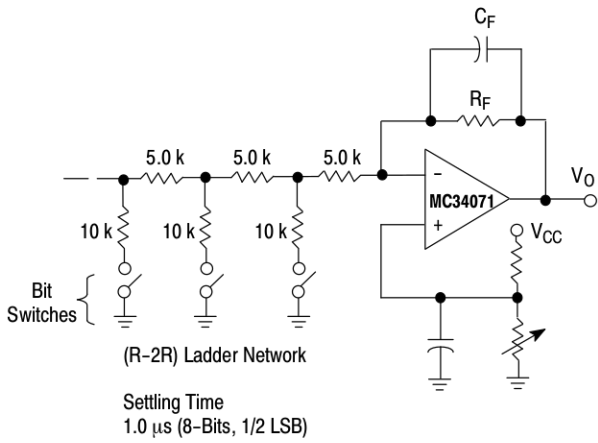 C_F
R_F
5.0 k
5.0 k
5.0 k
−
MC34071
+
V_O
V_CC
10 k
10 k
10 k
Bit
Switches
(R−2R) Ladder Network
Settling Time
1.0 μs (8−Bits, 1/2 LSB)